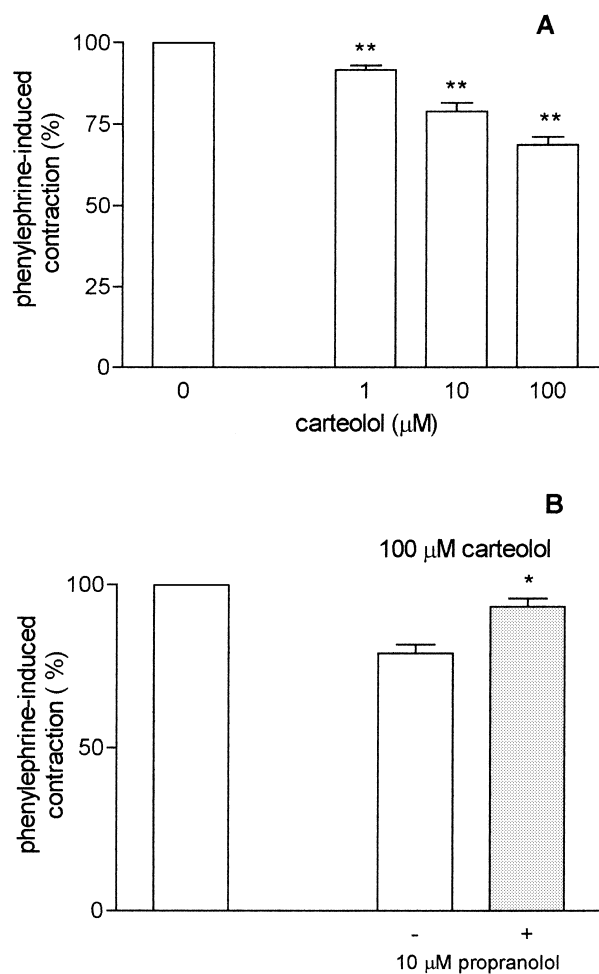 A
phenylephrine-induced
contraction (%)
100
75
50
25
0
**
**
**
0
1
10
100
carteolol (μM)
B
100 μM carteolol
phenylephrine-induced
contraction ( %)
100
50
0
*
-
+
10 μM propranolol